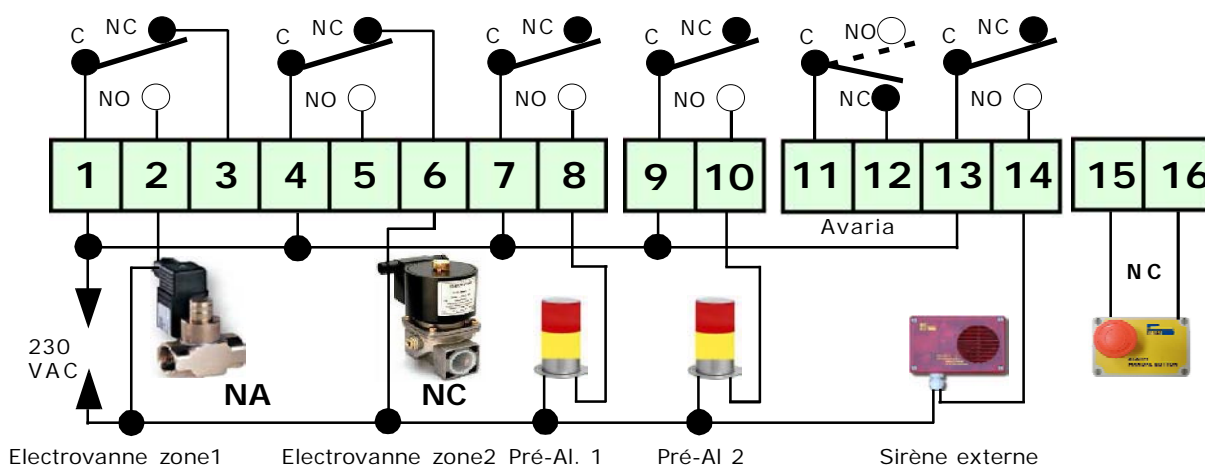 C NC C NC C NC C NC C NO C NC
NO NO NO NO NC NO
1 2 3 4 5 6 7 8 9 10 11 12 13 14 15 16
Avaria
NC
230
VAC
NA NC
Electrovanne zone1 Electrovanne zone2 Pré-Al. 1 Pré-Al 2 Sirène externe